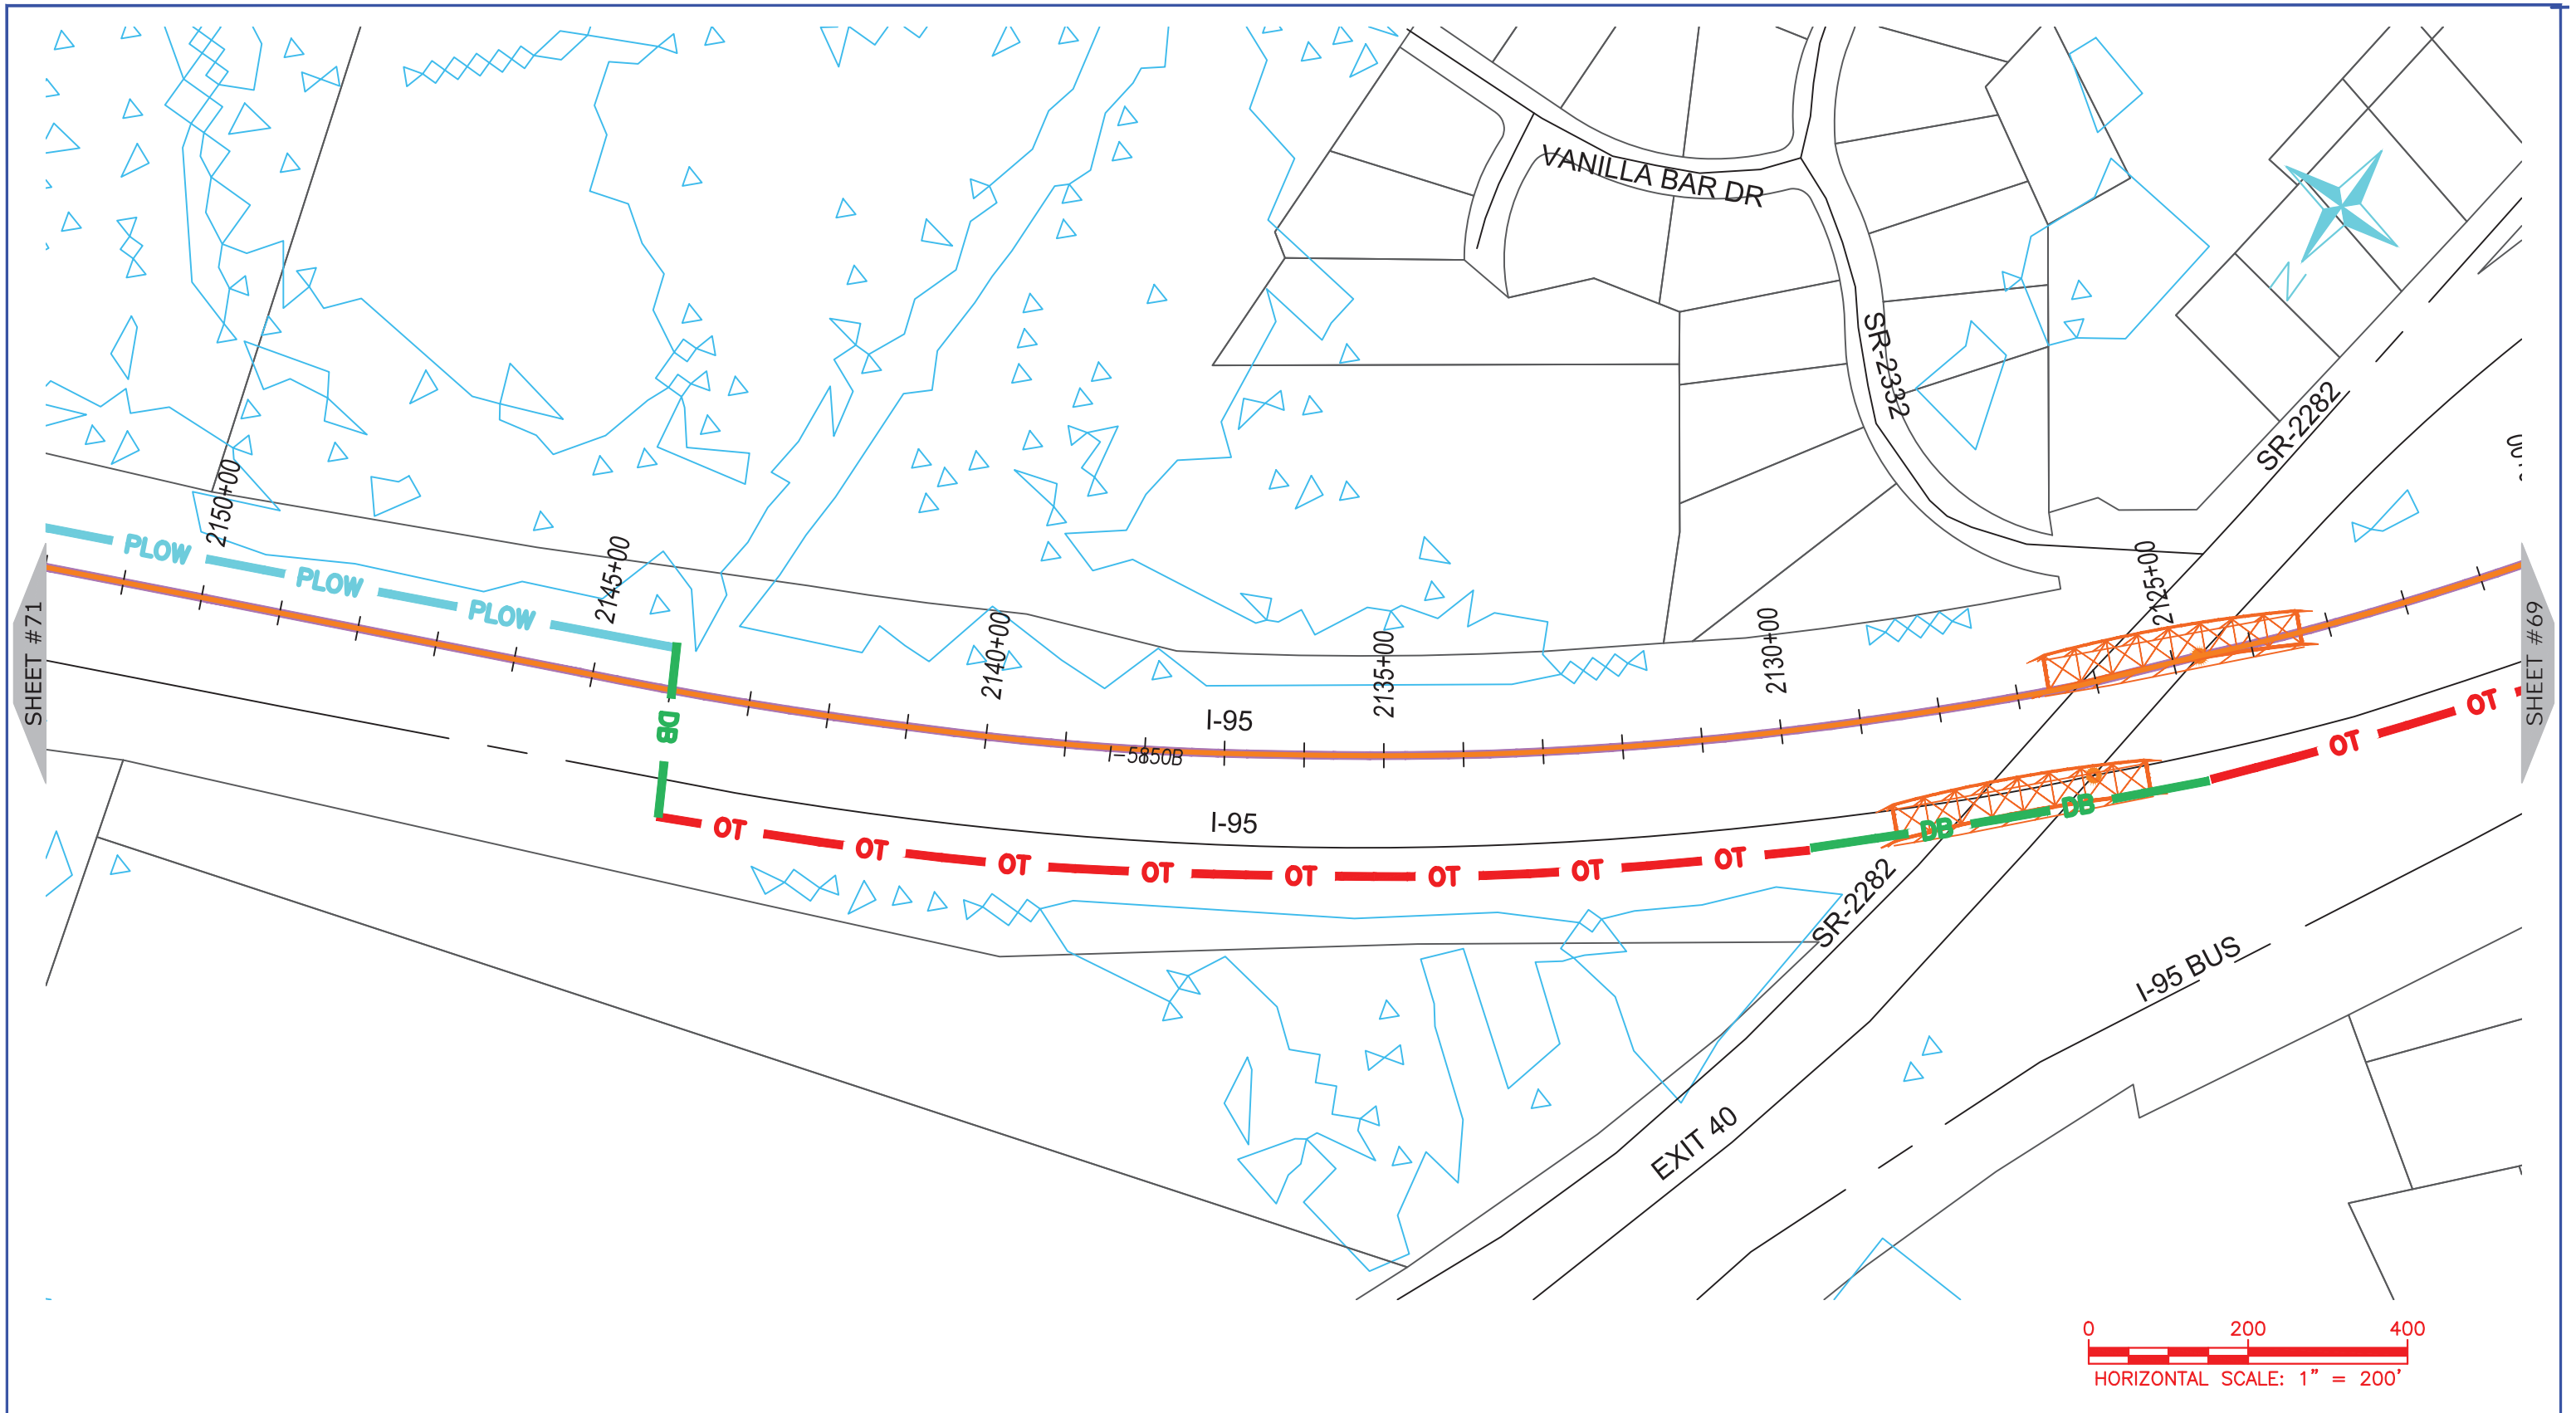 VANILLA BAR DR
N
SR-2332
SR-2282
2150+00
PLOW
PLOW
PLOW
2145+00
2140+00
2135+00
2130+00
2125+00
SHEET #71
SHEET #69
DB
I-95
-5850B
I-95
OT
OT
OT
OT
OT
OT
OT
OT
DB
DB
OT
OT
SR-2282
I-95 BUS
EXIT 40
0 200 400
HORIZONTAL SCALE: 1" = 200'